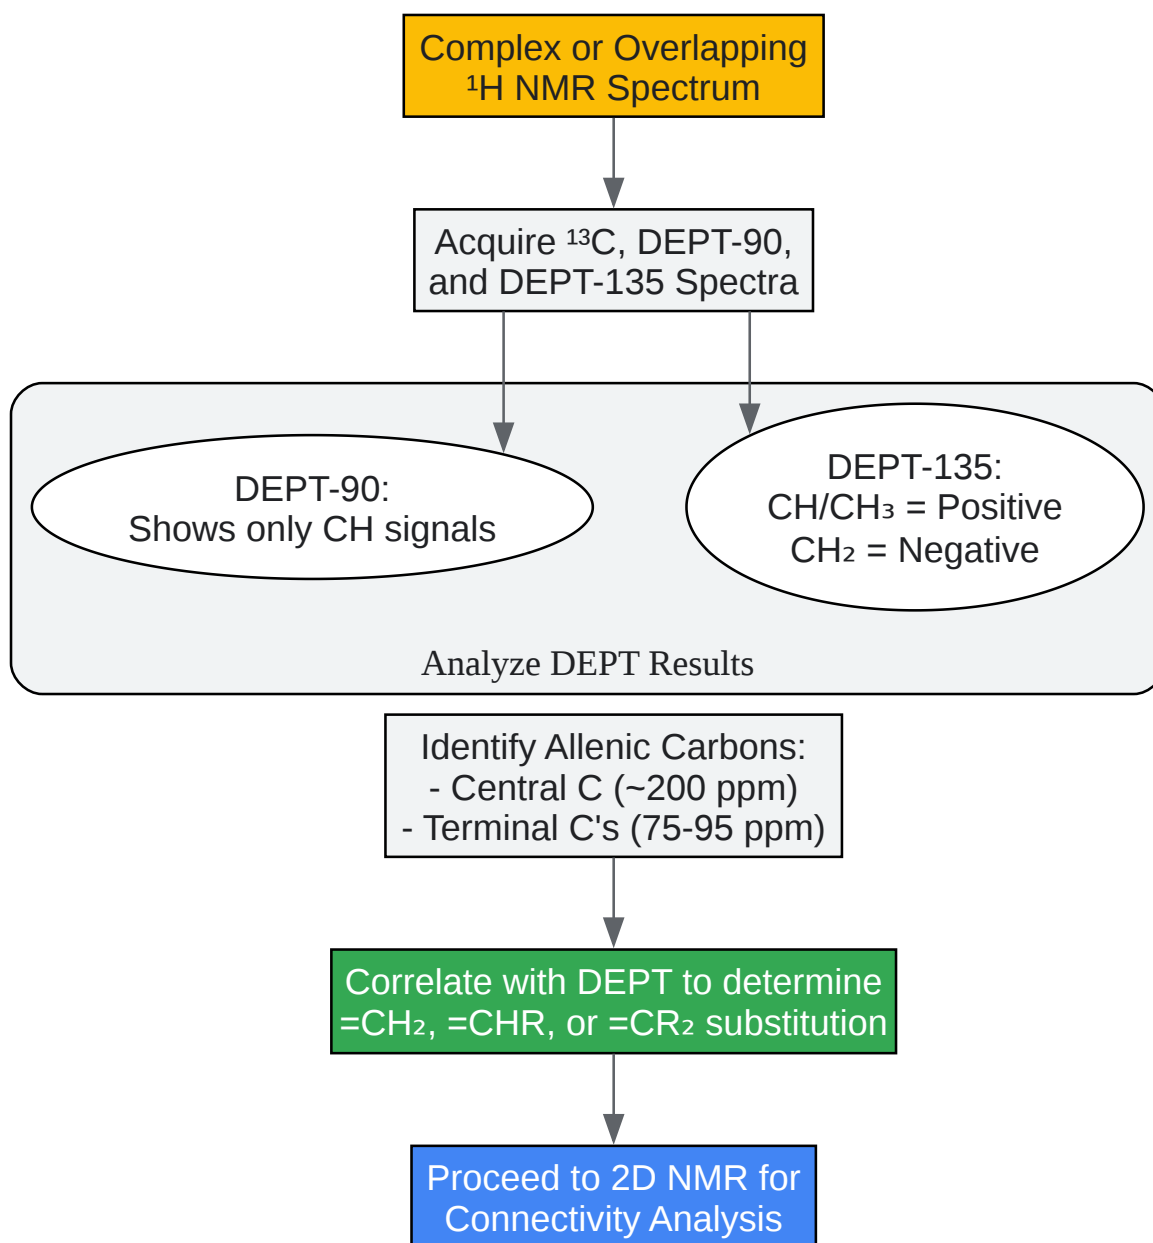 Complex or Overlapping
¹H NMR Spectrum
Acquire ¹³C, DEPT-90,
and DEPT-135 Spectra
DEPT-90:
Shows only CH signals
DEPT-135:
CH/CH₃ = Positive
CH₂ = Negative
Analyze DEPT Results
Identify Allenic Carbons:
- Central C (~200 ppm)
- Terminal C's (75-95 ppm)
Correlate with DEPT to determine
=CH₂, =CHR, or =CR₂ substitution
Proceed to 2D NMR for
Connectivity Analysis